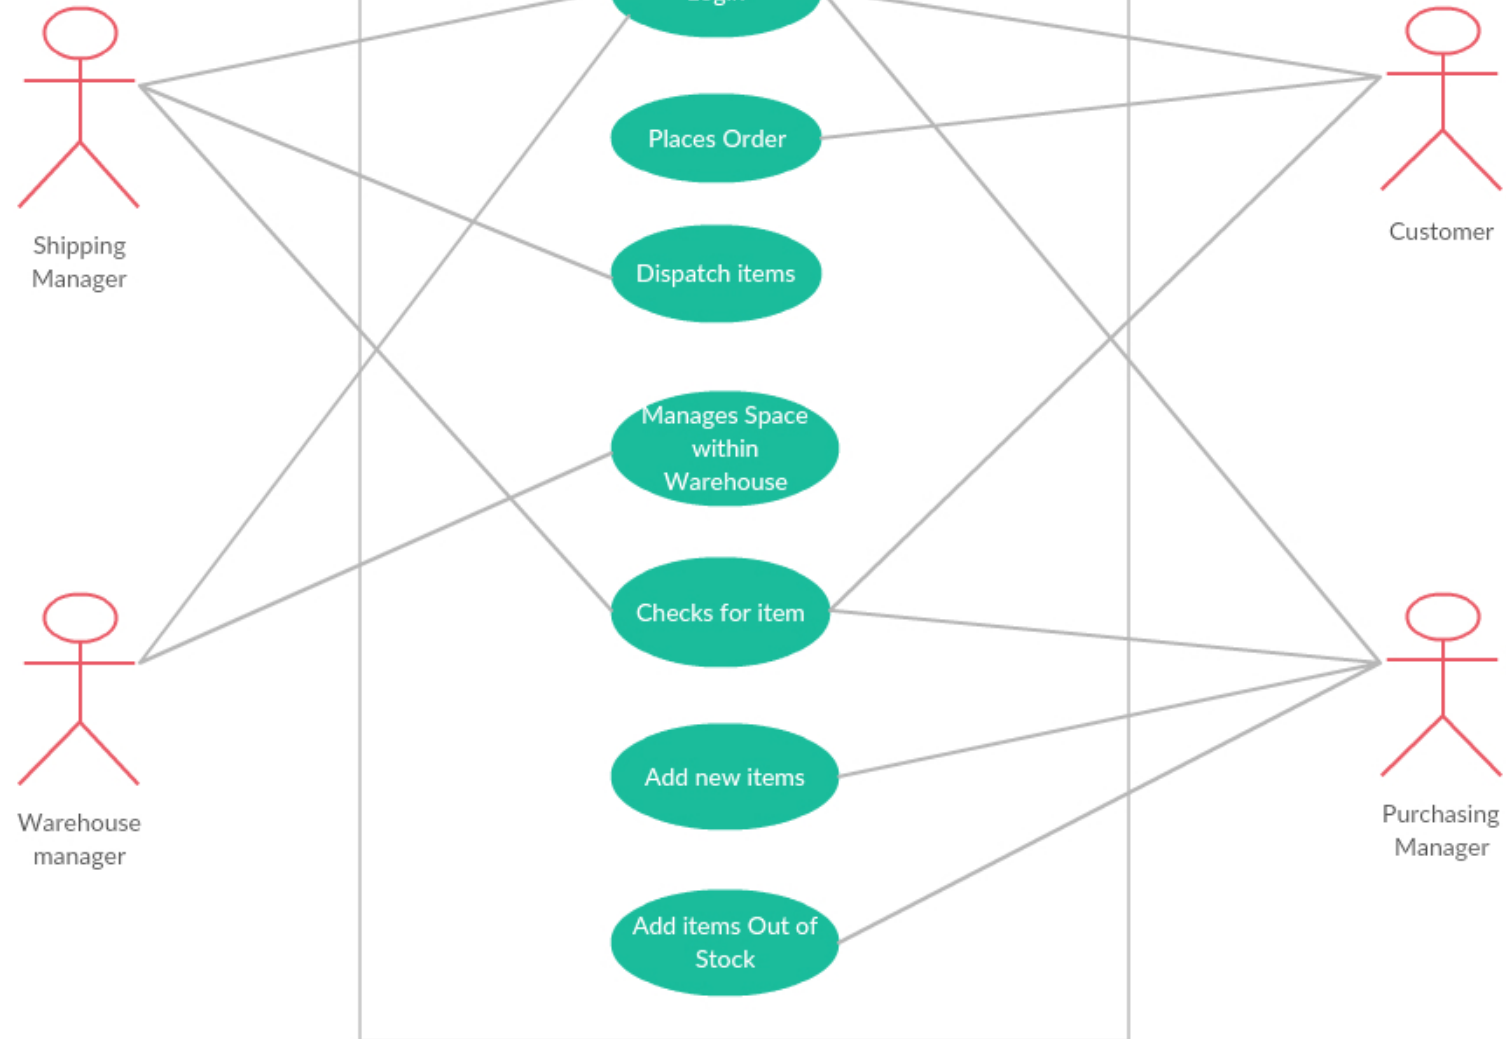 Login
Places Order
Dispatch items
Manages Space
within
Warehouse
Checks for item
Add new items
Add items Out of
Stock
Shipping
Manager
Warehouse
manager
Customer
Purchasing
Manager